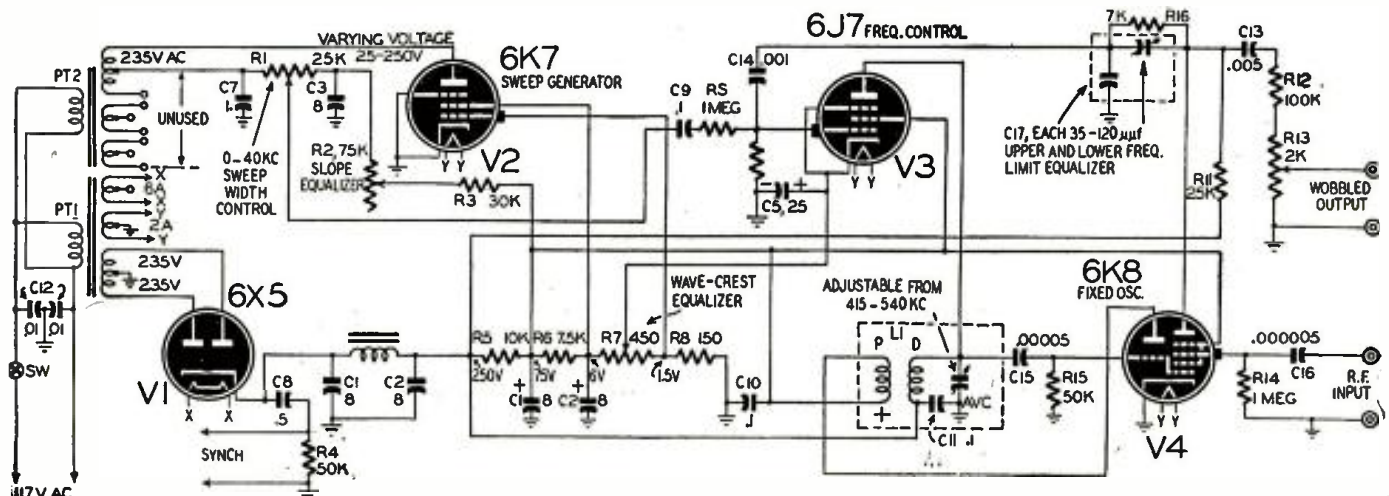 PT2
235V AC
UNUSED
X
6A
O
Y
2A
Y
PT1
235V
235V
C12
.01 .01
SW
117V AC
VARYING VOLTAGE
25-250V
R1
25K
C7
.1
C3
8
0-40KC
SWEEP
WIDTH
CONTROL
R2, 75K
SLOPE
EQUALIZER
R3
30K
6K7
SWEEP GENERATOR
V2
Y Y
6X5
V1
X X
C8
.5
SYNCH
R4
50K
C1
8
C2
8
R5 10K
R6 7.5K
R7 450
R8 150
250V
75V
6V
1.5V
+
C1 8
+
C2 8
WAVE-CREST
EQUALIZER
C10
.1
C9
.1
RS
1MEG
C14 .001
6J7 FREQ. CONTROL
V3
Y Y
- +
C5, 25
7K R16
C17, EACH 35-120 µµf
UPPER AND LOWER FREQ.
LIMIT EQUALIZER
C13
.005
R12
100K
R13
2K
R11
25K
WOBBLED
OUTPUT
ADJUSTABLE FROM
415-540 KC
P L1 D
+
AVC
C11 .1
.00005
C15
R15
50K
6K8
FIXED OSC.
V4
Y Y
.000005
C16
R14
1 MEG
R.F.
INPUT